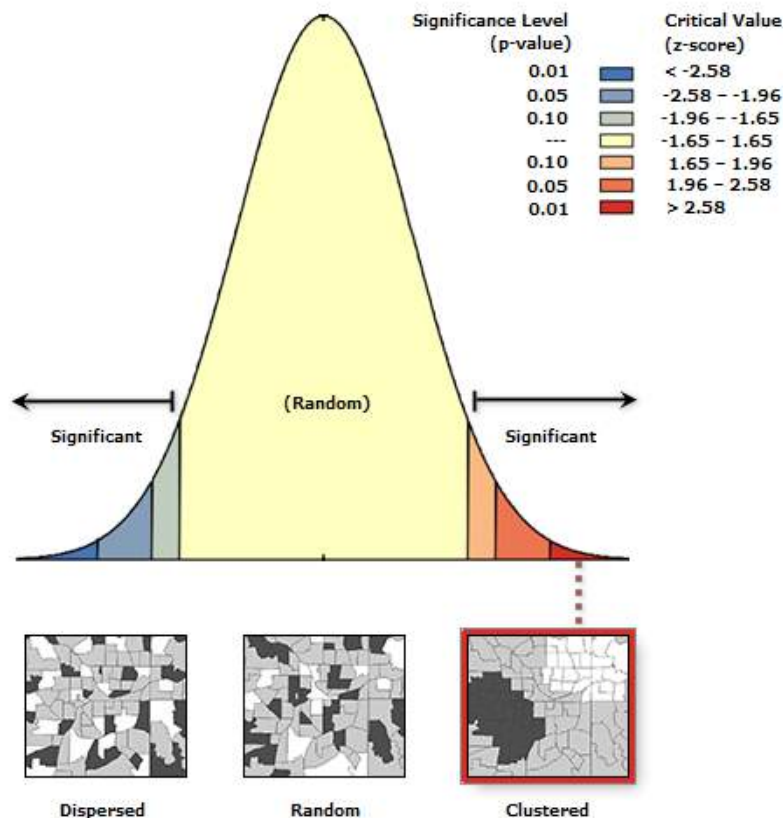 Significance Level Critical Value
(p-value) (z-score)
0.01 < -2.58
0.05 -2.58 – -1.96
0.10 -1.96 – -1.65
--- -1.65 – 1.65
0.10 1.65 – 1.96
0.05 1.96 – 2.58
0.01 > 2.58
(Random)
Significant Significant
Dispersed Random Clustered